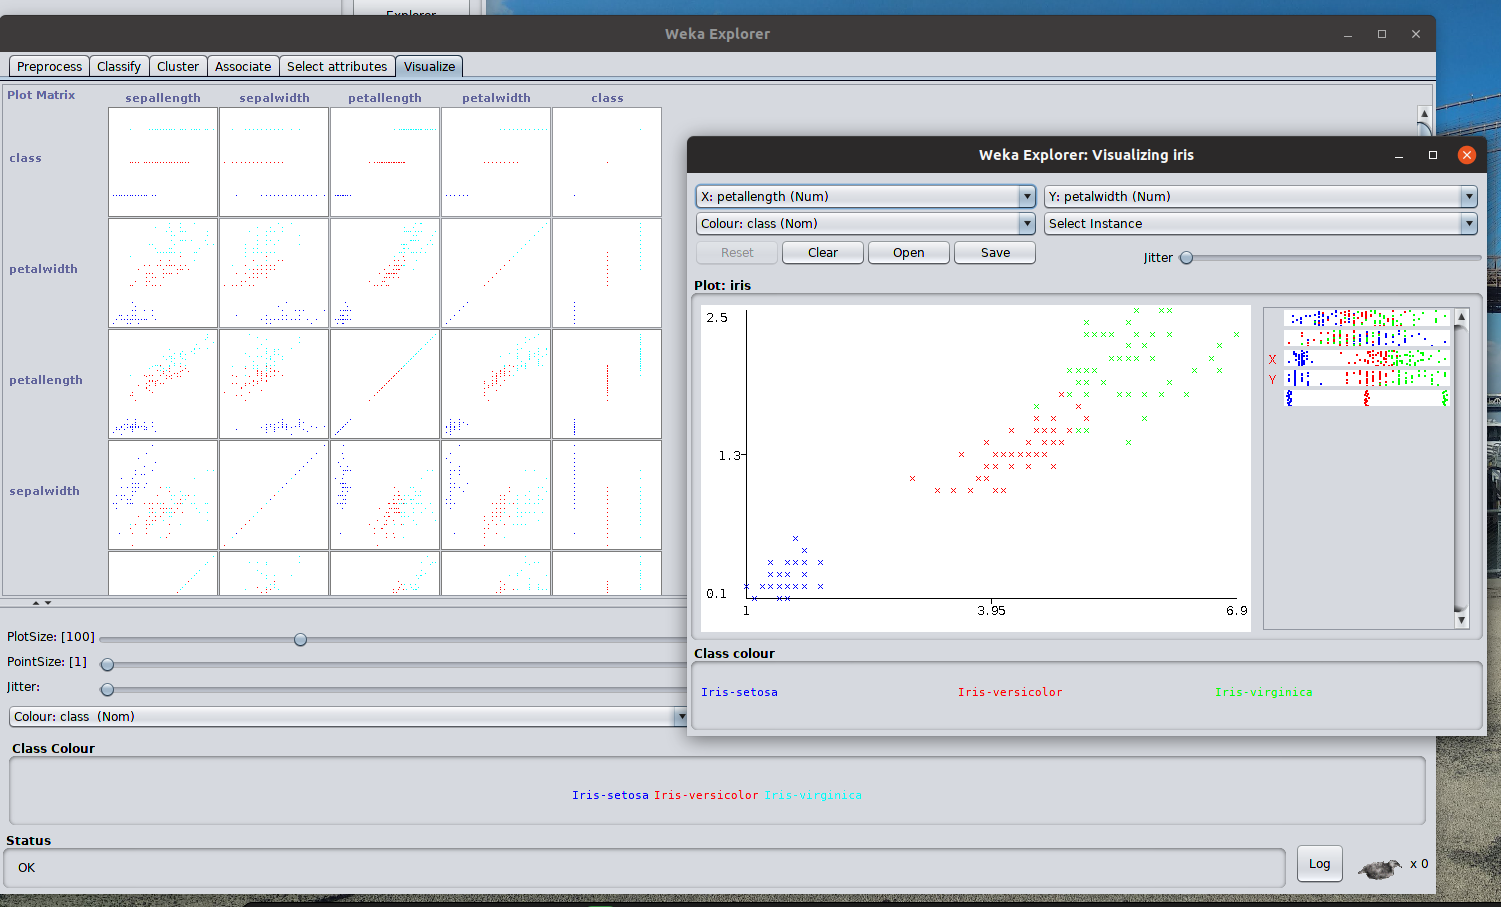 Explorer
Weka Explorer
Preprocess Classify Cluster Associate Select attributes Visualize
Plot Matrix sepallength sepalwidth petallength petalwidth class
class
petalwidth
petallength
sepalwidth
PlotSize: [100]
PointSize: [1]
Jitter:
Colour: class (Nom)
Class Colour
Iris-setosa Iris-versicolor Iris-virginica
Status
OK
Log x 0
Weka Explorer: Visualizing iris
X: petallength (Num) Y: petalwidth (Num)
Colour: class (Nom) Select Instance
Reset Clear Open Save Jitter
Plot: iris
2.5
1.3
0.1
1 3.95 6.9
X
Y
Class colour
Iris-setosa Iris-versicolor Iris-virginica